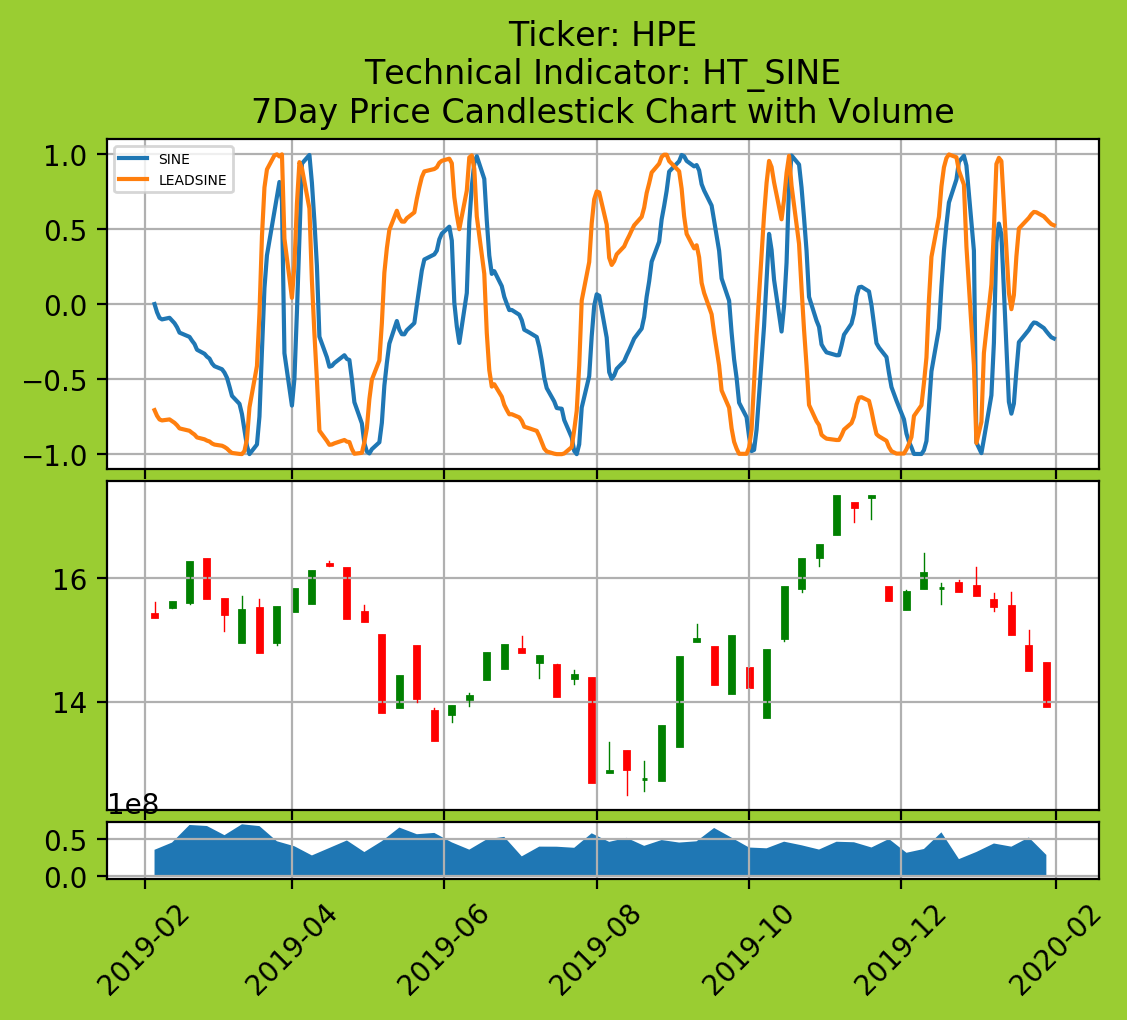 Ticker: HPE
Technical Indicator: HT_SINE
7Day Price Candlestick Chart with Volume
SINE
LEADSINE
1.0
0.5
0.0
−0.5
−1.0
16
14
1e8
0.5
0.0
2019-02
2019-04
2019-06
2019-08
2019-10
2019-12
2020-02